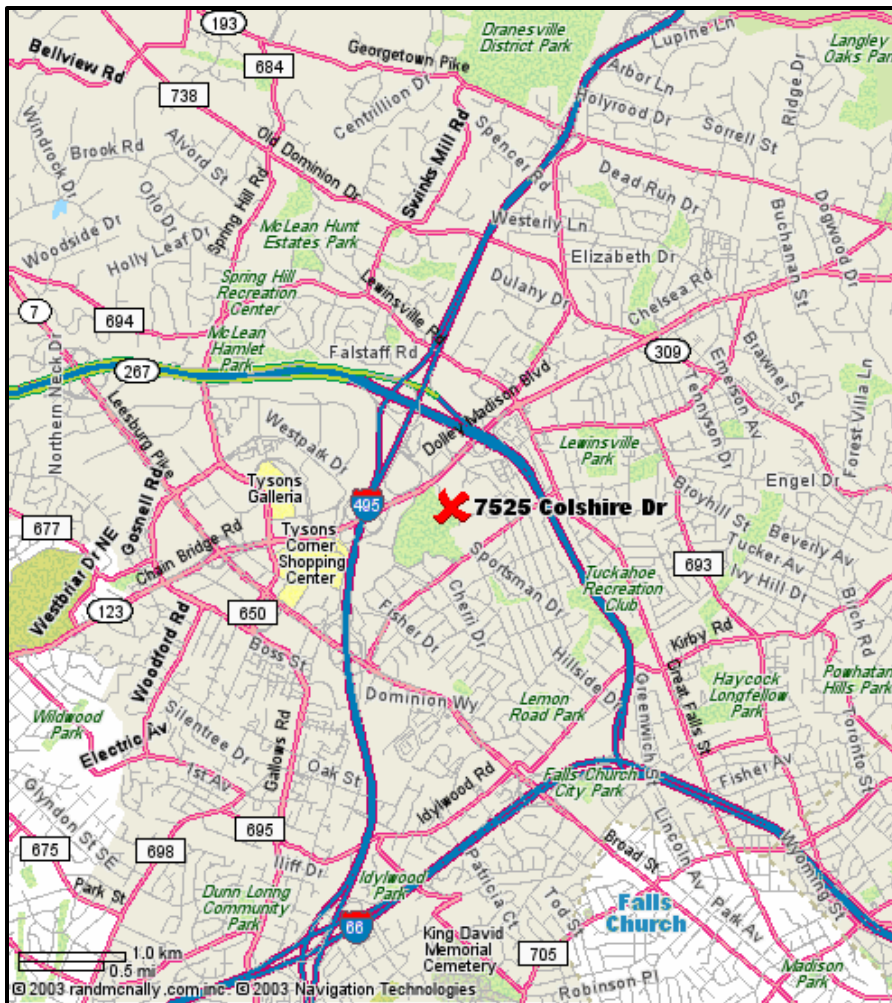 193
Dranesville
District Park
Lupine Ln
Langley
Oaks Park
Bellview Rd
684
Georgetown Pike
Arbor Ln
Ridge Dr
738
Centrillion Dr
Holyrood Dr
Sorrell St
Windrock Dr
Brook Rd
Alvord St
Old Dominion Dr
Swinks Mill Rd
Spencer Rd
Dead Run Dr
Spring Hill Rd
Orlo Dr
Westerly Ln
Buchanan St
Dogwood Dr
Woodside Dr
Holly Leaf Dr
McLean Hunt
Estates Park
Elizabeth Dr
Spring Hill
Recreation
Center
Lewinsville Rd
Dulany Dr
Chelsea Rd
7
694
McLean
Hamlet
Park
Falstaff Rd
309
Brawner St
Emerson Av
Tennyson Dr
Forest Villa Ln
267
Northern Neck Dr
Leesburg Pike
Westpark Dr
Dolley Madison Blvd
Lewinsville
Park
Engel Dr
Tysons
Galleria
495
7525 Colshire Dr
Gosnell Rd
677
Chain Bridge Rd
Tysons
Corner
Shopping
Center
Broyhill St
Beverly Av
Tucker Av
Ivy Hill Dr
693
Westbriar Dr NE
Sportsman Dr
Tuckahoe
Recreation
Club
Birch Rd
123
650
Woodford Rd
Boss St
Fisher Dr
Cherri Dr
Kirby Rd
Hillside Dr
Great Falls St
Haycock
Longfellow
Park
Powhatan
Hills Park
Dominion Wy
Lemon
Road Park
Greenwich St
Toronto St
Wildwood
Park
Electric Av
Silentree Dr
Gallows Rd
Oak St
Idylwood Rd
Falls Church
City Park
Fisher Av
1st Av
Glyndon St SE
695
675
698
Iliff Dr
Broad St
Lincoln Av
Wyoming St
Park St
Dunn Loring
Community
Park
Idylwood
Park
Patricia Ct
Tod St
Falls
Church
Park Av
66
King David
Memorial
Cemetery
705
Madison
Park
1.0 km
0.5 mi
Robinson Pl
© 2003 randmcnally.com inc. © 2003 Navigation Technologies